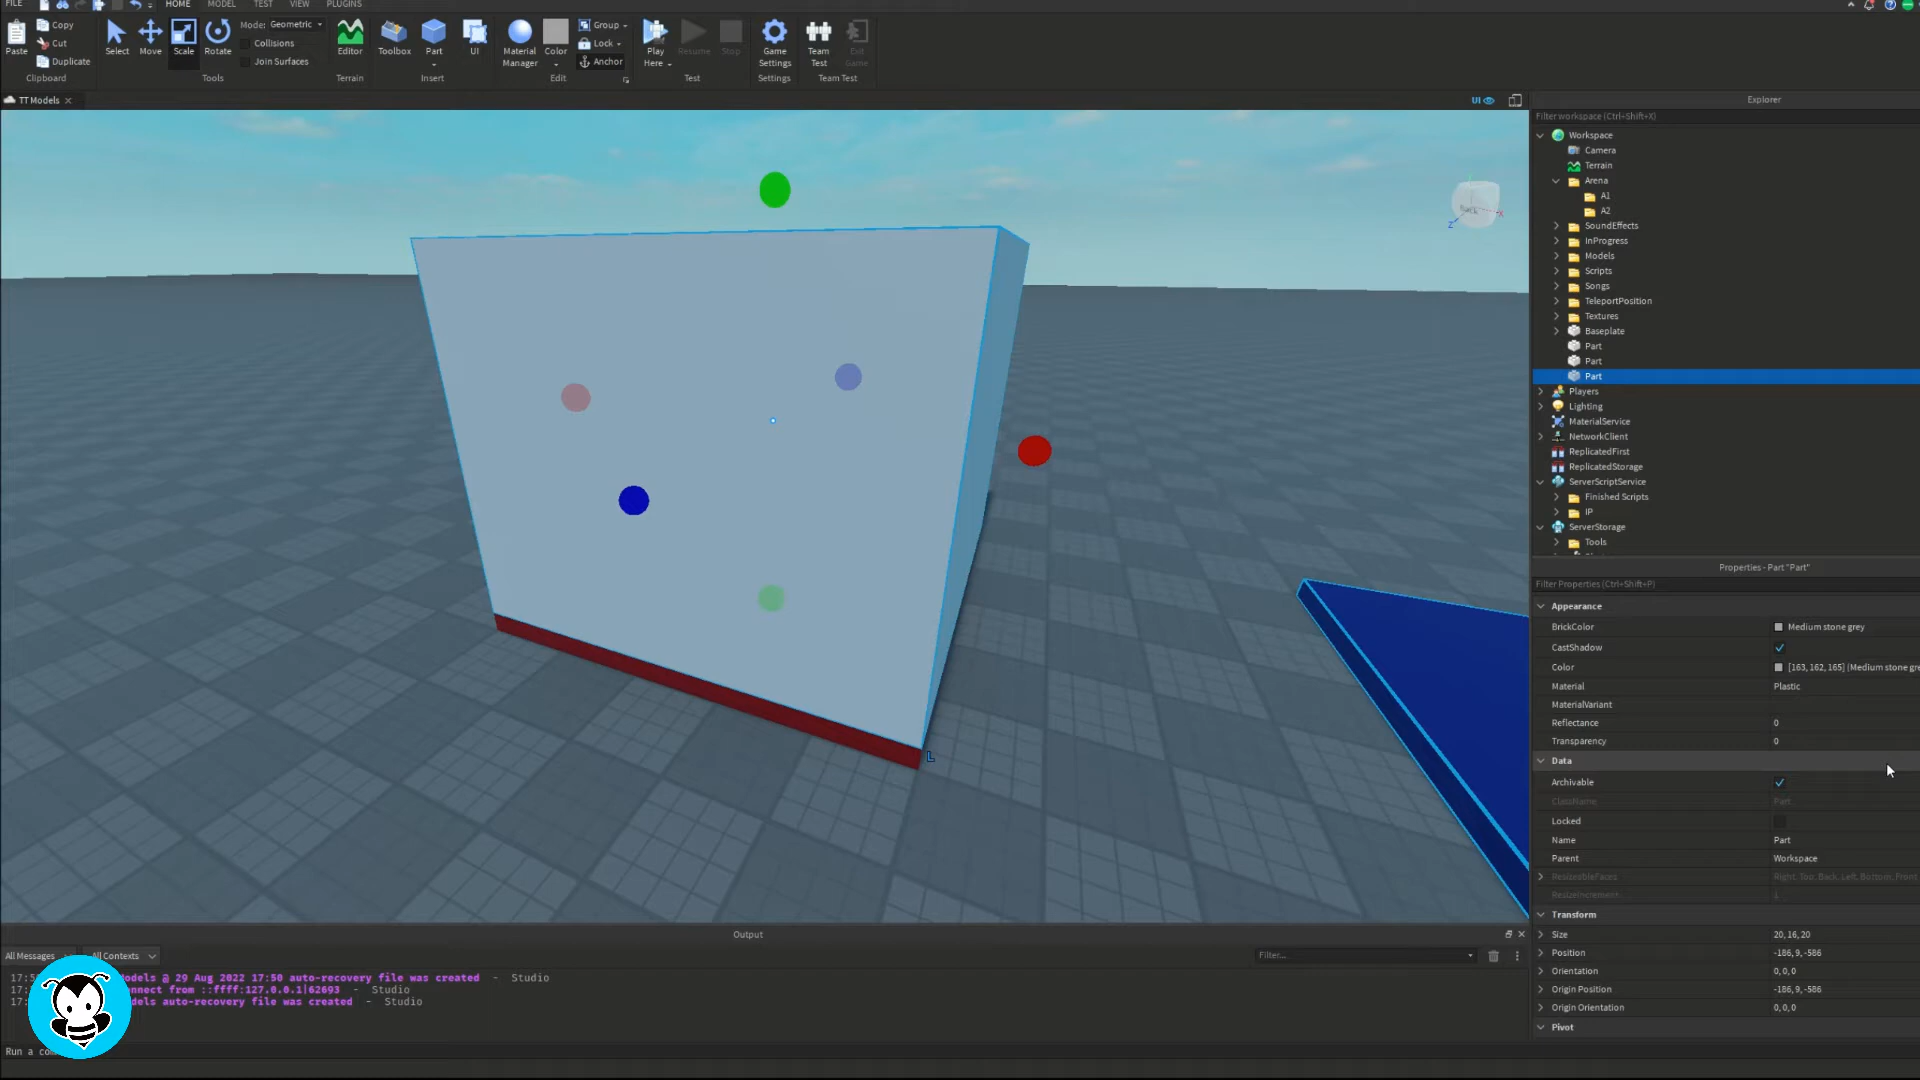 FILE HOME MODEL TEST VIEW PLUGINS
Paste Copy Cut Duplicate Clipboard
Select Move Scale Rotate Mode: Geometric Collisions Join Surfaces Tools
Editor Terrain
Toolbox Part UI Insert
Material Manager Color Group Lock Anchor Edit
Play Here Resume Stop Test
Game Settings Settings
Team Test Exit Game Team Test
TT Models
UI
Back
X
Z
L
Explorer
Filter workspace (Ctrl+Shift+X)
Workspace
Camera
Terrain
Arena
A1
A2
SoundEffects
InProgress
Models
Scripts
Songs
TeleportPosition
Textures
Baseplate
Part
Part
Part
Players
Lighting
MaterialService
NetworkClient
ReplicatedFirst
ReplicatedStorage
ServerScriptService
Finished Scripts
IP
ServerStorage
Tools
Properties - Part "Part"
Filter Properties (Ctrl+Shift+P)
Appearance
BrickColor Medium stone grey
CastShadow
Color [163, 162, 165] (Medium stone gre
Material Plastic
MaterialVariant
Reflectance 0
Transparency 0
Data
Archivable
ClassName Part
Locked
Name Part
Parent Workspace
ResizeableFaces Right, Top, Back, Left, Bottom, Front
ResizeIncrement 1
Transform
Size 20, 16, 20
Position -186, 9, -586
Orientation 0, 0, 0
Origin Position -186, 9, -586
Origin Orientation 0, 0, 0
Pivot
Output
All Messages All Contexts Filter...
17:5 odels @ 29 Aug 2022 17:50 auto-recovery file was created - Studio
17: nnect from ::ffff:127.0.0.1|62693 - Studio
17: dels auto-recovery file was created - Studio
Run a co